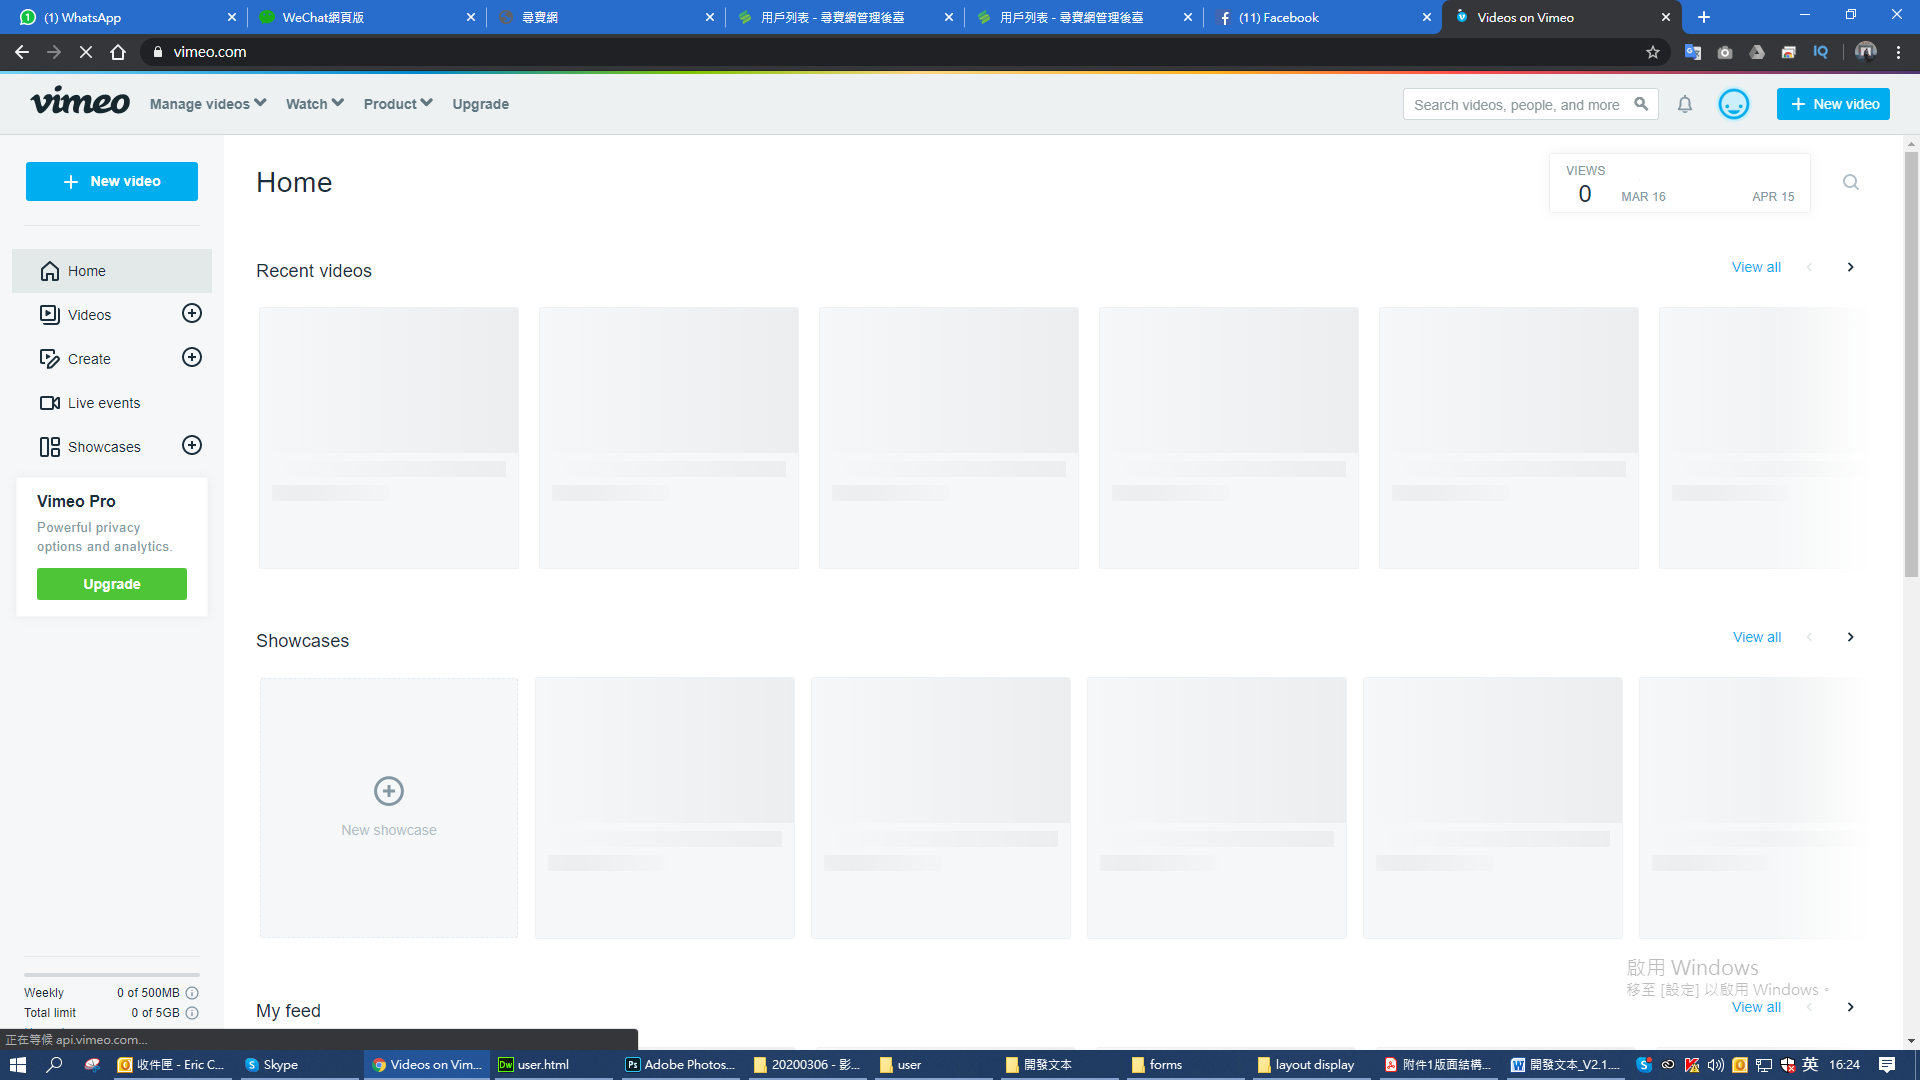 (1) WhatsApp
WeChat網頁版
尋寶網
用戶列表 - 尋寶網管理後臺
用戶列表 - 尋寶網管理後臺
(11) Facebook
Videos on Vimeo
vimeo.com
vimeo
Manage videos
Watch
Product
Upgrade
Search videos, people, and more
New video
New video
Home
Videos
Create
Live events
Showcases
Vimeo Pro
Powerful privacy
options and analytics.
Upgrade
Weekly 0 of 500MB
Total limit 0 of 5GB
Home
VIEWS
0 MAR 16 APR 15
Recent videos
View all
Showcases
View all
New showcase
My feed
View all
啟用 Windows
移至 [設定] 以啟用 Windows。
正在等候 api.vimeo.com...
收件匣 - Eric C...
Skype
Videos on Vim...
user.html
Adobe Photos...
20200306 - 影...
user
開發文本
forms
layout display
附件1版面結構...
開發文本_V2.1....
英
16:24